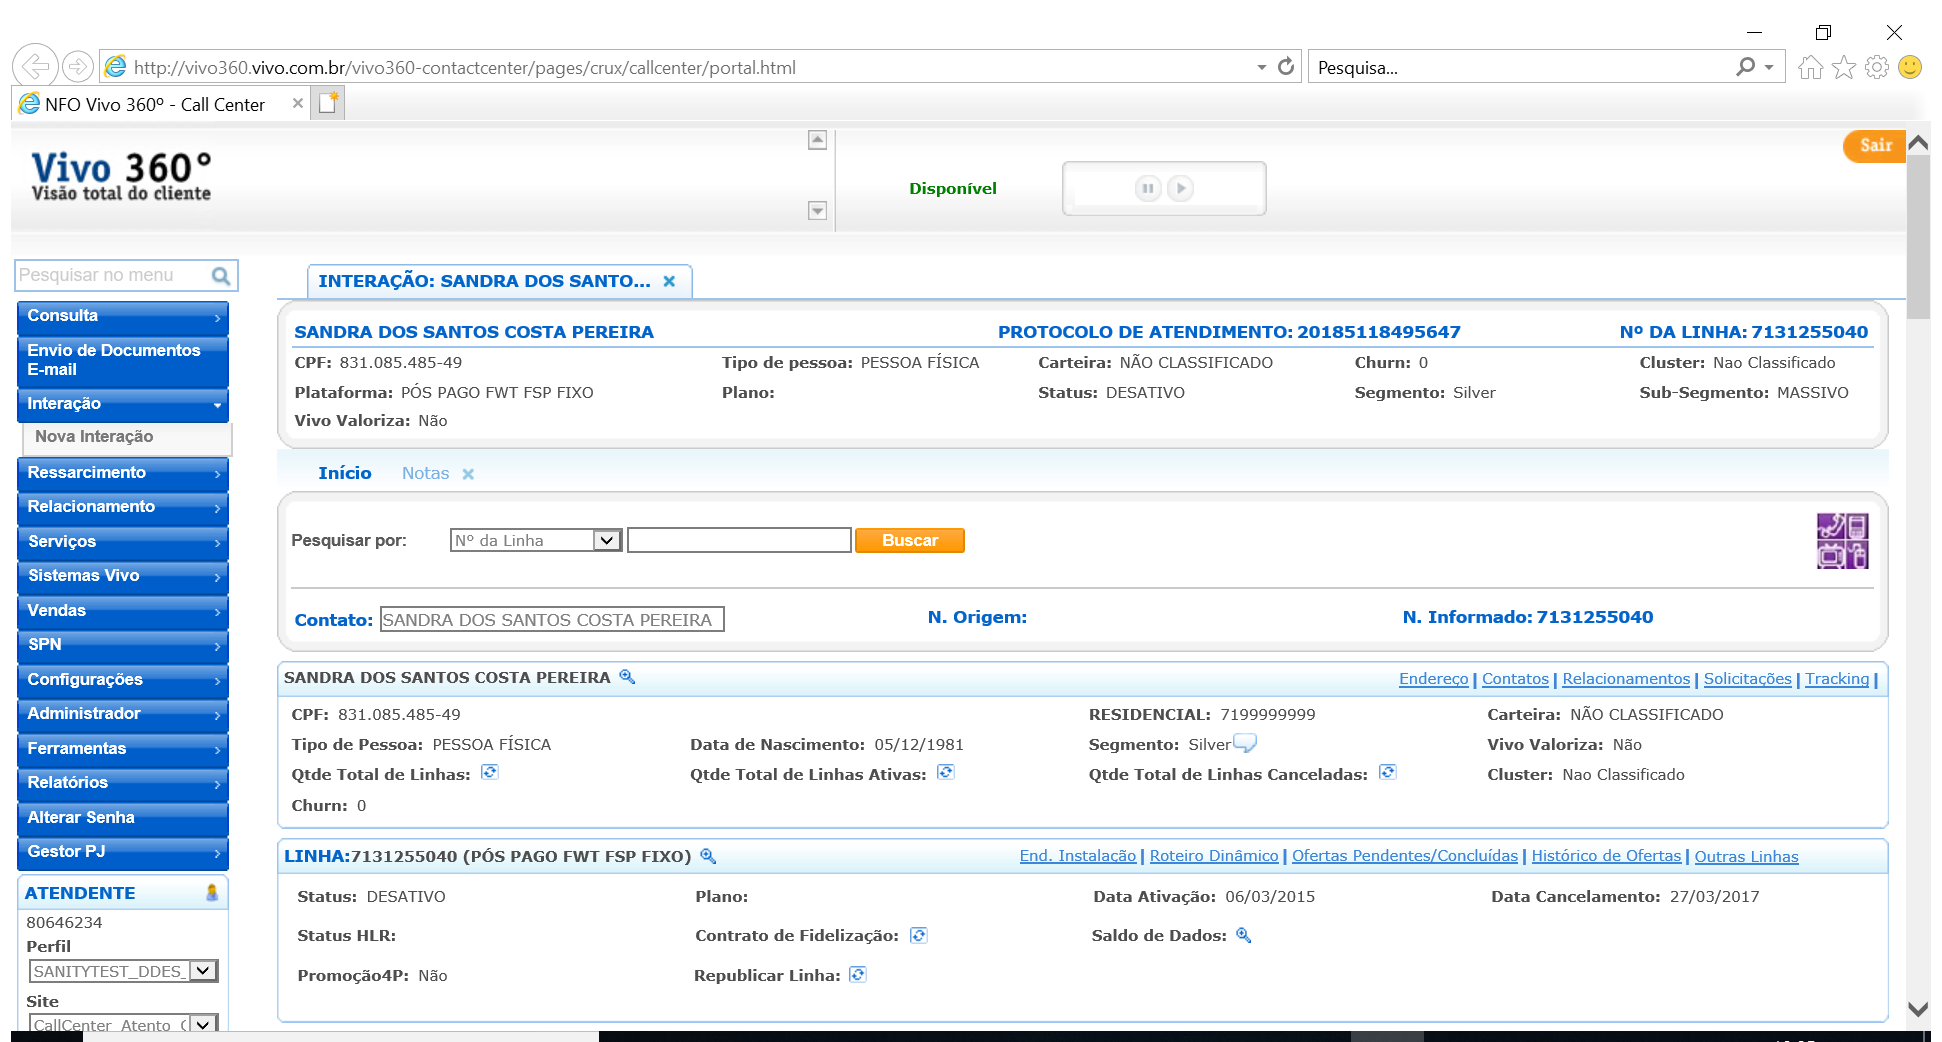 http://vivo360.vivo.com.br/vivo360-contactcenter/pages/crux/callcenter/portal.html
Pesquisa...
NFO Vivo 360º - Call Center
Vivo 360°
Visão total do cliente
Disponível
Sair
Pesquisar no menu
Consulta
Envio de Documentos
E-mail
Interação
Nova Interação
Ressarcimento
Relacionamento
Serviços
Sistemas Vivo
Vendas
SPN
Configurações
Administrador
Ferramentas
Relatórios
Alterar Senha
Gestor PJ
ATENDENTE
80646234
Perfil
SANITYTEST_DDES_
Site
CallCenter Atento
INTERAÇÃO: SANDRA DOS SANTO...
SANDRA DOS SANTOS COSTA PEREIRA PROTOCOLO DE ATENDIMENTO: 20185118495647 Nº DA LINHA: 7131255040
CPF: 831.085.485-49 Tipo de pessoa: PESSOA FÍSICA Carteira: NÃO CLASSIFICADO Churn: 0 Cluster: Nao Classificado
Plataforma: PÓS PAGO FWT FSP FIXO Plano: Status: DESATIVO Segmento: Silver Sub-Segmento: MASSIVO
Vivo Valoriza: Não
Início Notas
Pesquisar por: Nº da Linha Buscar
Contato: SANDRA DOS SANTOS COSTA PEREIRA N. Origem: N. Informado: 7131255040
SANDRA DOS SANTOS COSTA PEREIRA Endereço | Contatos | Relacionamentos | Solicitações | Tracking |
CPF: 831.085.485-49 RESIDENCIAL: 7199999999 Carteira: NÃO CLASSIFICADO
Tipo de Pessoa: PESSOA FÍSICA Data de Nascimento: 05/12/1981 Segmento: Silver Vivo Valoriza: Não
Qtde Total de Linhas: Qtde Total de Linhas Ativas: Qtde Total de Linhas Canceladas: Cluster: Nao Classificado
Churn: 0
LINHA:7131255040 (PÓS PAGO FWT FSP FIXO) End. Instalação | Roteiro Dinâmico | Ofertas Pendentes/Concluídas | Histórico de Ofertas | Outras Linhas
Status: DESATIVO Plano: Data Ativação: 06/03/2015 Data Cancelamento: 27/03/2017
Status HLR: Contrato de Fidelização: Saldo de Dados:
Promoção4P: Não Republicar Linha: